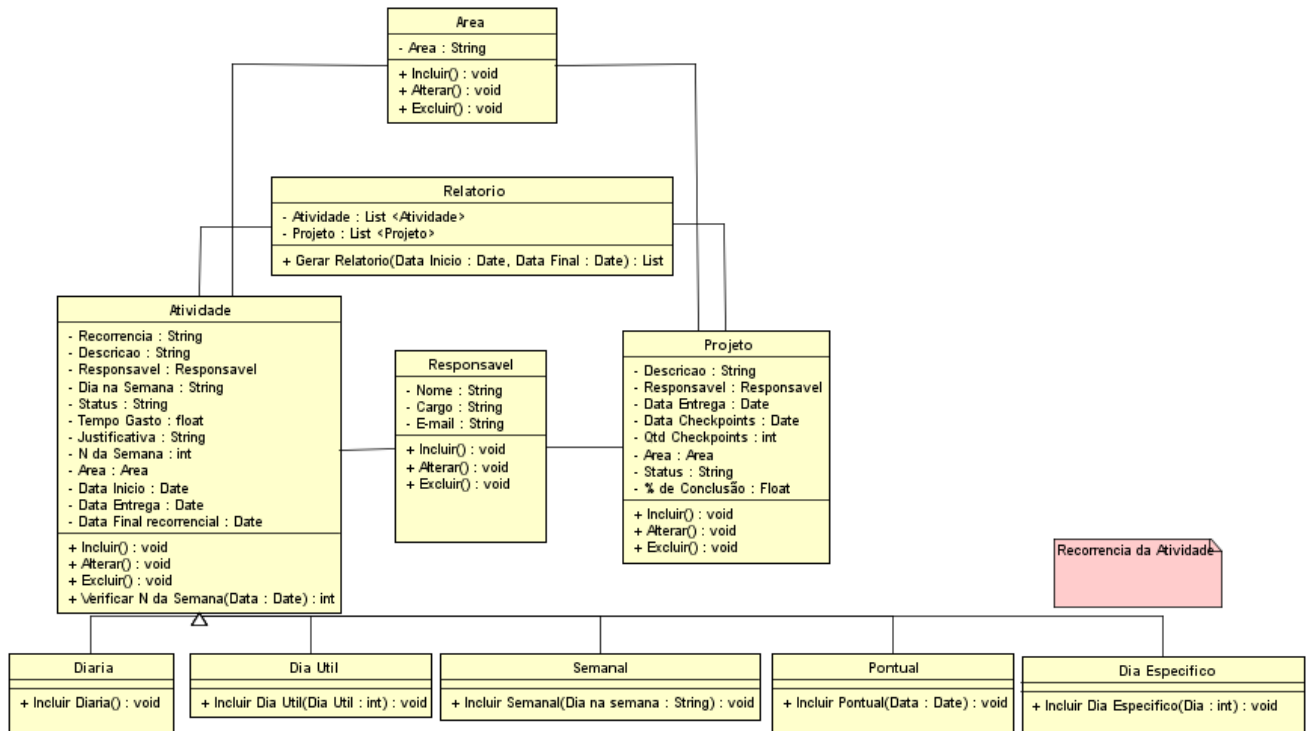 Area
- Area : String
+ Incluir() : void
+ Alterar() : void
+ Excluir() : void
Relatorio
- Atividade : List <Atividade>
- Projeto : List <Projeto>
+ Gerar Relatorio(Data Inicio : Date, Data Final : Date) : List
Atividade
- Recorrencia : String
- Descricao : String
- Responsavel : Responsavel
- Dia na Semana : String
- Status : String
- Tempo Gasto : float
- Justificativa : String
- N da Semana : int
- Area : Area
- Data Inicio : Date
- Data Entrega : Date
- Data Final recorrencial : Date
+ Incluir() : void
+ Alterar() : void
+ Excluir() : void
+ Verificar N da Semana(Data : Date) : int
Responsavel
- Nome : String
- Cargo : String
- E-mail : String
+ Incluir() : void
+ Alterar() : void
+ Excluir() : void
Projeto
- Descricao : String
- Responsavel : Responsavel
- Data Entrega : Date
- Data Checkpoints : Date
- Qtd Checkpoints : int
- Area : Area
- Status : String
- % de Conclusão : Float
+ Incluir() : void
+ Alterar() : void
+ Excluir() : void
Recorrencia da Atividade
Diaria
+ Incluir Diaria() : void
Dia Util
+ Incluir Dia Util(Dia Util : int) : void
Semanal
+ Incluir Semanal(Dia na semana : String) : void
Pontual
+ Incluir Pontual(Data : Date) : void
Dia Especifico
+ Incluir Dia Especifico(Dia : int) : void